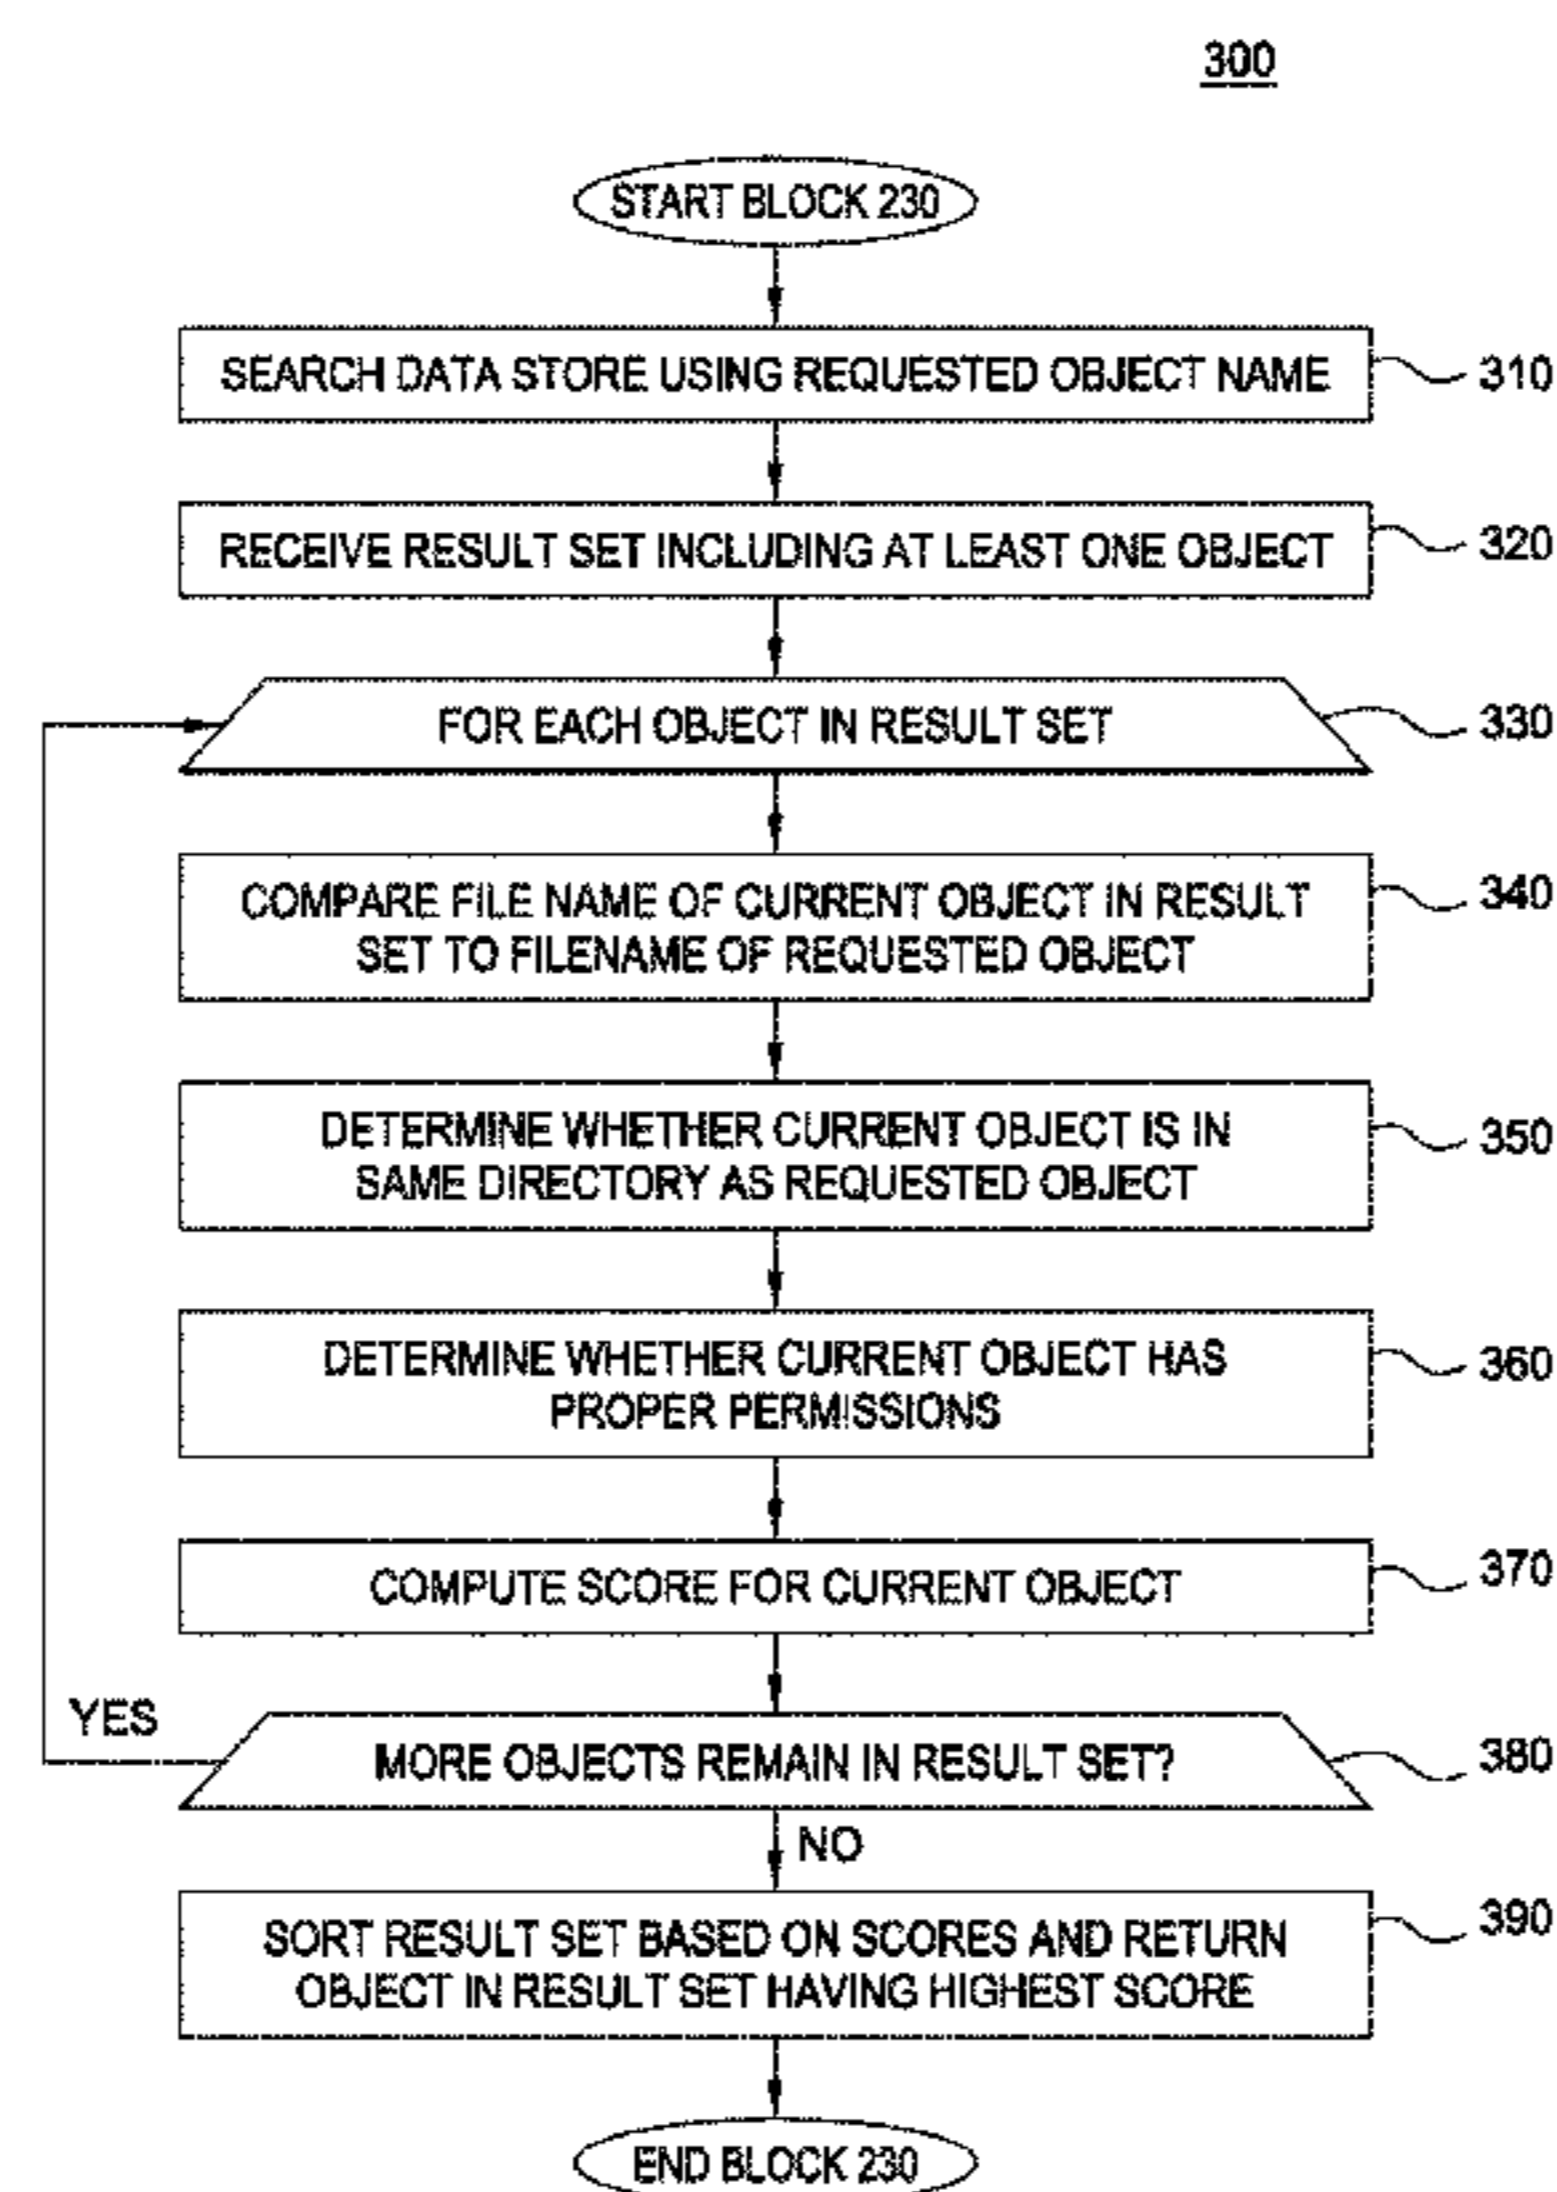 300
START BLOCK 230
SEARCH DATA STORE USING REQUESTED OBJECT NAME
310
RECEIVE RESULT SET INCLUDING AT LEAST ONE OBJECT
320
FOR EACH OBJECT IN RESULT SET
330
COMPARE FILE NAME OF CURRENT OBJECT IN RESULT
SET TO FILENAME OF REQUESTED OBJECT
340
DETERMINE WHETHER CURRENT OBJECT IS IN
SAME DIRECTORY AS REQUESTED OBJECT
350
DETERMINE WHETHER CURRENT OBJECT HAS
PROPER PERMISSIONS
360
COMPUTE SCORE FOR CURRENT OBJECT
370
YES
MORE OBJECTS REMAIN IN RESULT SET?
380
NO
SORT RESULT SET BASED ON SCORES AND RETURN
OBJECT IN RESULT SET HAVING HIGHEST SCORE
390
END BLOCK 230